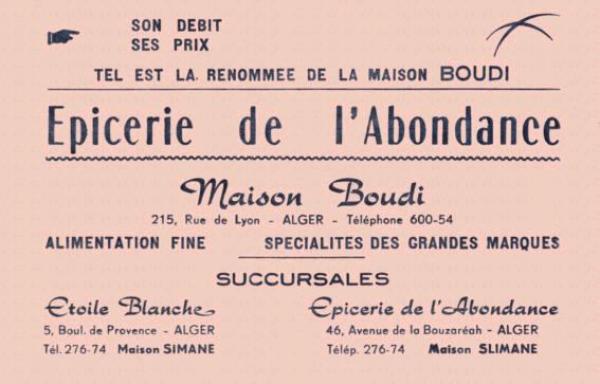 SON DEBIT
SES PRIX
TEL EST LA RENOMMEE DE LA MAISON BOUDI
Epicerie de l'Abondance
Maison Boudi
215, Rue de Lyon - ALGER - Téléphone 600-54
ALIMENTATION FINE SPECIALITES DES GRANDES MARQUES
SUCCURSALES
Etoile Blanche Epicerie de l'Abondance
5, Boul. de Provence - ALGER 46, Avenue de la Bouzaréah - ALGER
Tél. 276-74 Maison SIMANE Télép. 276-74 Maison SLIMANE